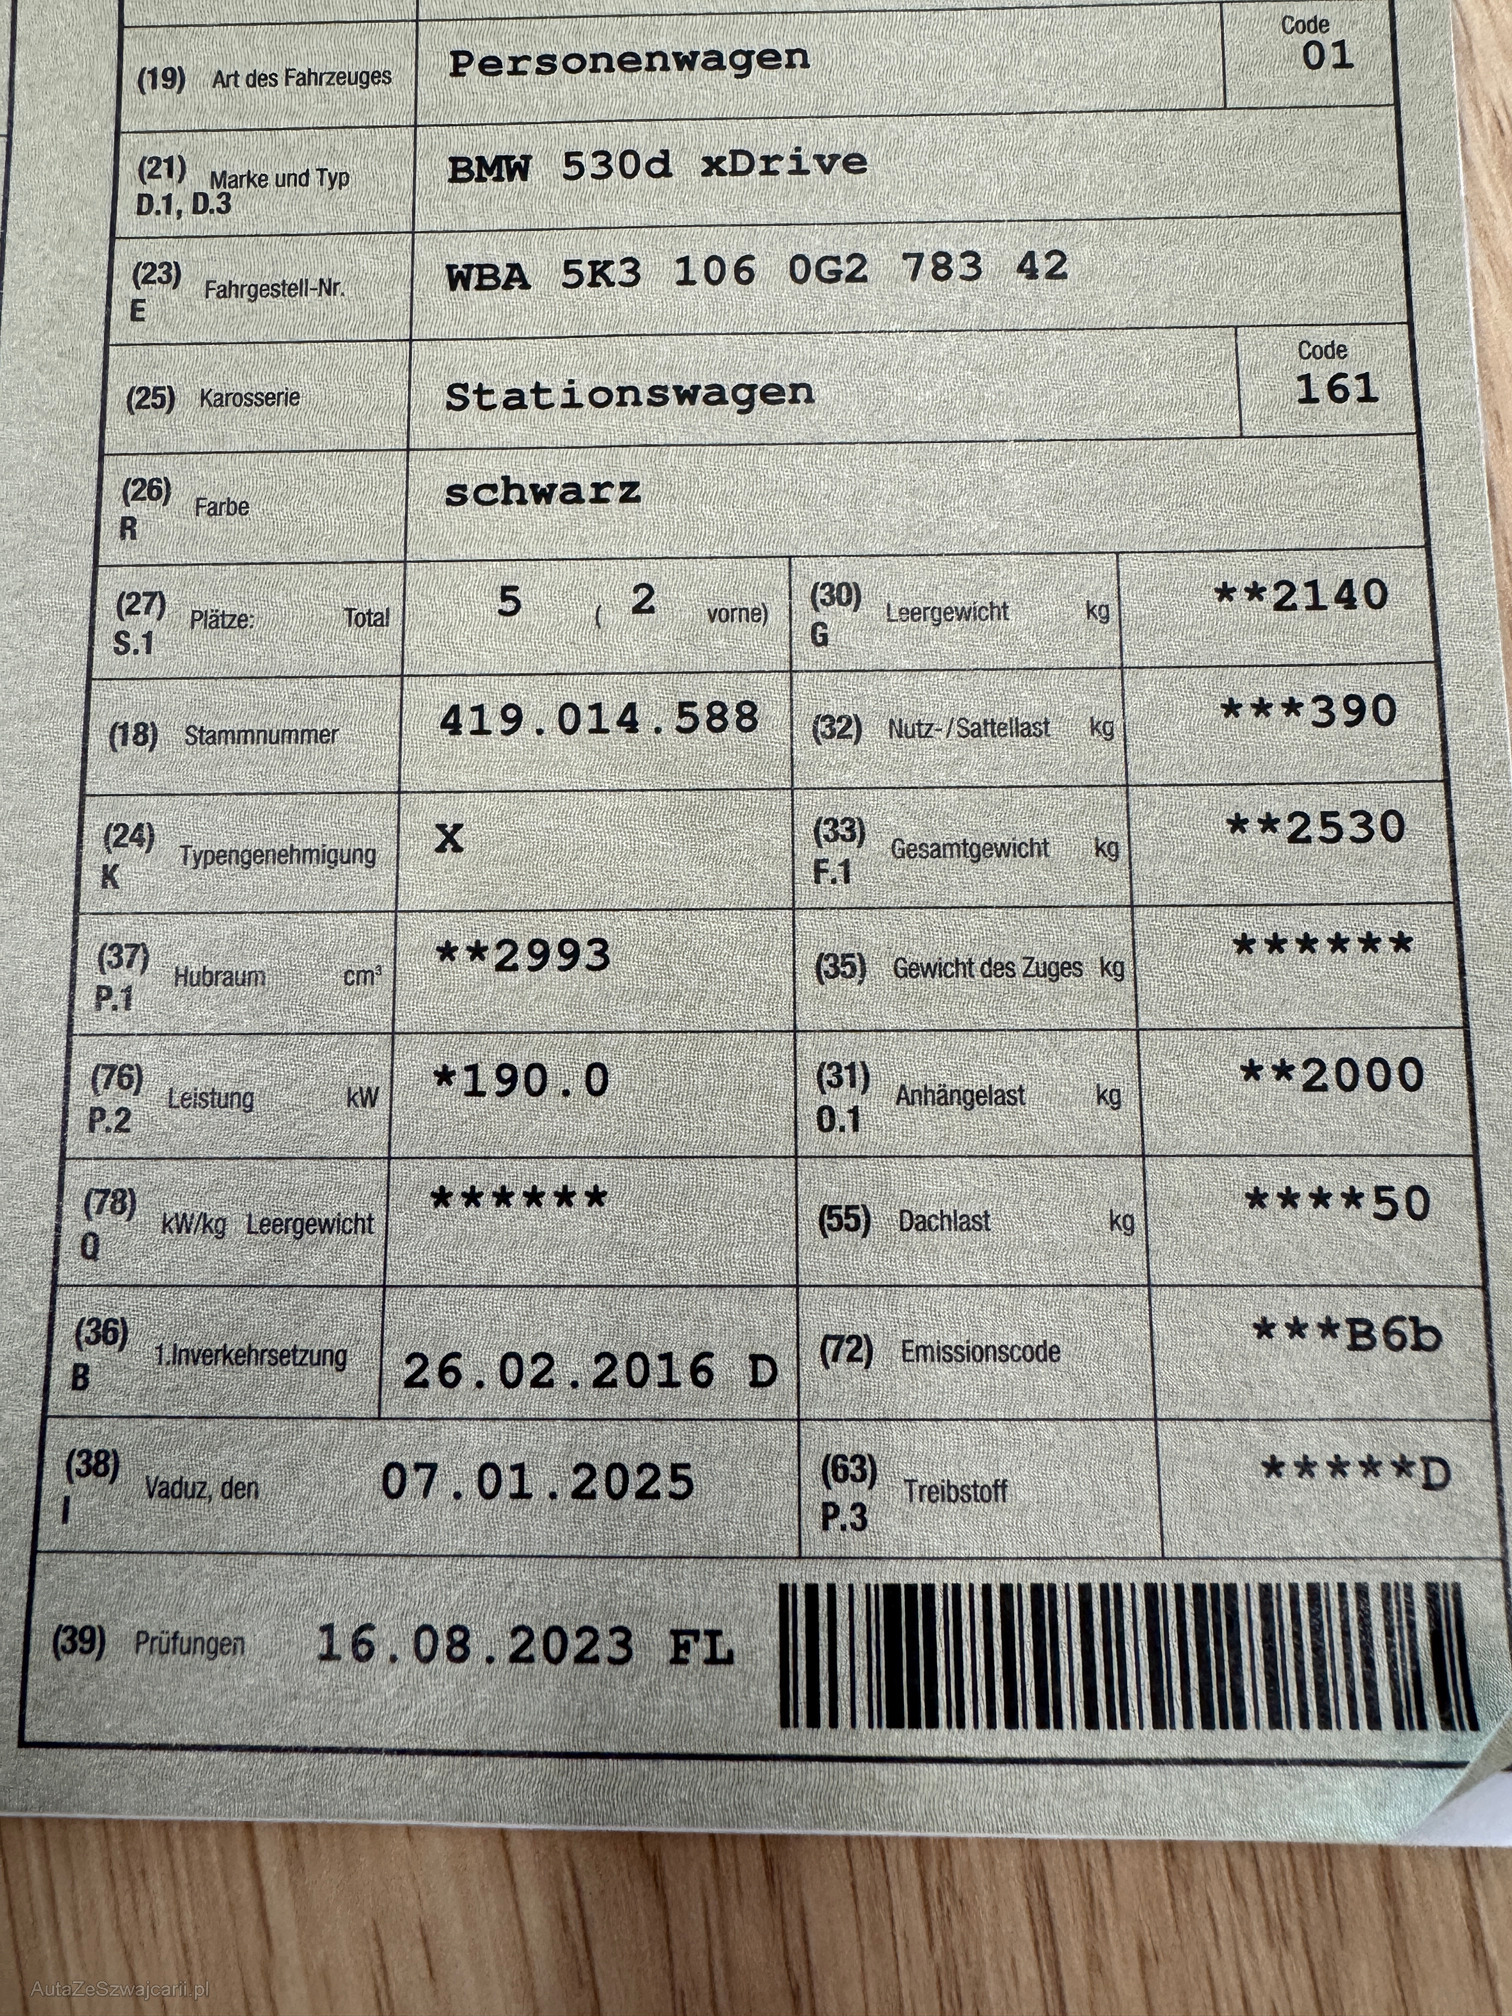 (19) Art des Fahrzeuges Personenwagen Code 01
(21) Marke und Typ BMW 530d xDrive
D.1, D.3
(23) Fahrgestell-Nr. WBA 5K3 106 0G2 783 42
E
(25) Karosserie Stationswagen Code 161
(26) Farbe schwarz
R
(27) Plätze: Total 5 ( 2 vorne) (30) Leergewicht kg **2140
S.1 G
(18) Stammnummer 419.014.588 (32) Nutz-/Sattellast kg ***390
(24) Typengenehmigung X (33) Gesamtgewicht kg **2530
K F.1
(37) Hubraum cm³ **2993 (35) Gewicht des Zuges kg ******
P.1
(76) Leistung kW *190.0 (31) Anhängelast kg **2000
P.2 O.1
(78) kW/kg Leergewicht ****** (55) Dachlast kg ****50
Q
(36) 1.Inverkehrsetzung 26.02.2016 D (72) Emissionscode ***B6b
B
(38) Vaduz, den 07.01.2025 (63) Treibstoff *****D
I P.3
(39) Prüfungen 16.08.2023 FL
AutaZeSzwajcarii.pl